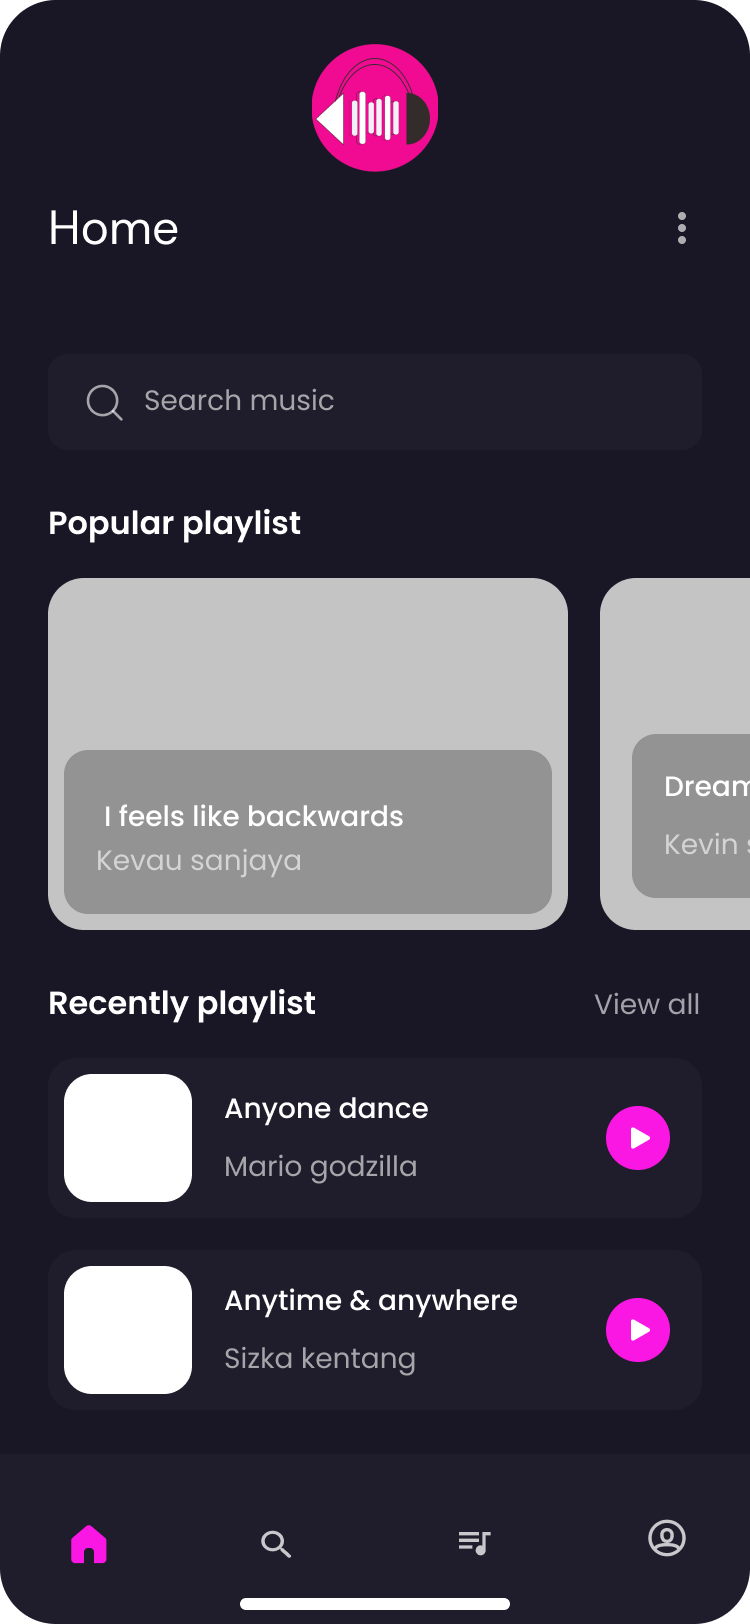 Home
Search music
Popular playlist
I feels like backwards
Kevau sanjaya
Dream
Kevin
Recently playlist
View all
Anyone dance
Mario godzilla
Anytime & anywhere
Sizka kentang